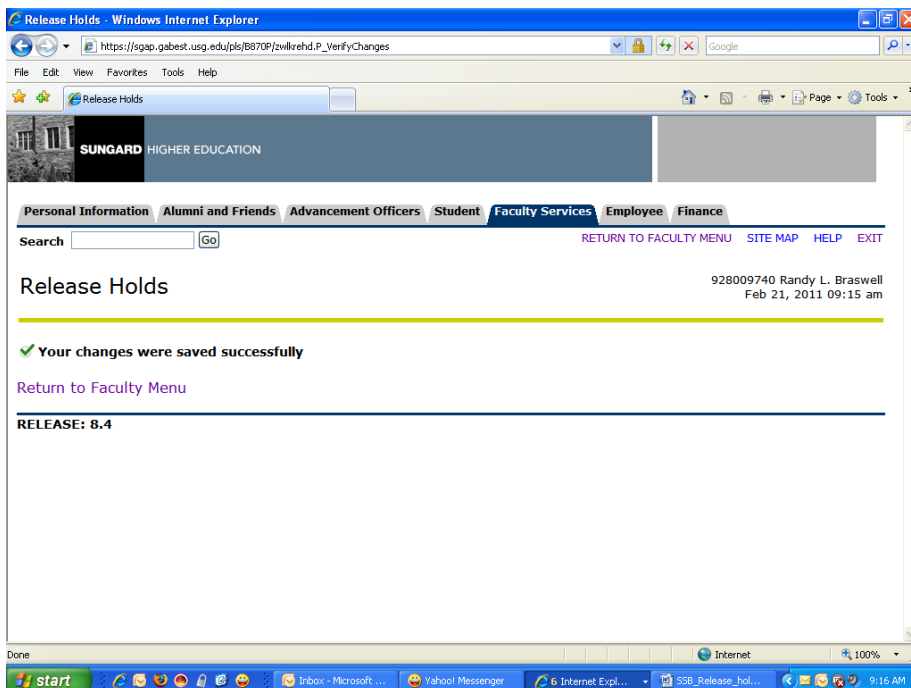 Release Holds - Windows Internet Explorer
https://sgap.gabest.usg.edu/pls/B870P/zwlkrehd.P_VerifyChanges
Google
File Edit View Favorites Tools Help
Release Holds
Page Tools
SUNGARD HIGHER EDUCATION
Personal Information Alumni and Friends Advancement Officers Student Faculty Services Employee Finance
Search Go RETURN TO FACULTY MENU SITE MAP HELP EXIT
Release Holds
928009740 Randy L. Braswell
Feb 21, 2011 09:15 am
Your changes were saved successfully
Return to Faculty Menu
RELEASE: 8.4
Done Internet 100%
start Inbox - Microsoft ... Yahoo! Messenger 6 Internet Expl... SSB_Release_hol... 9:16 AM